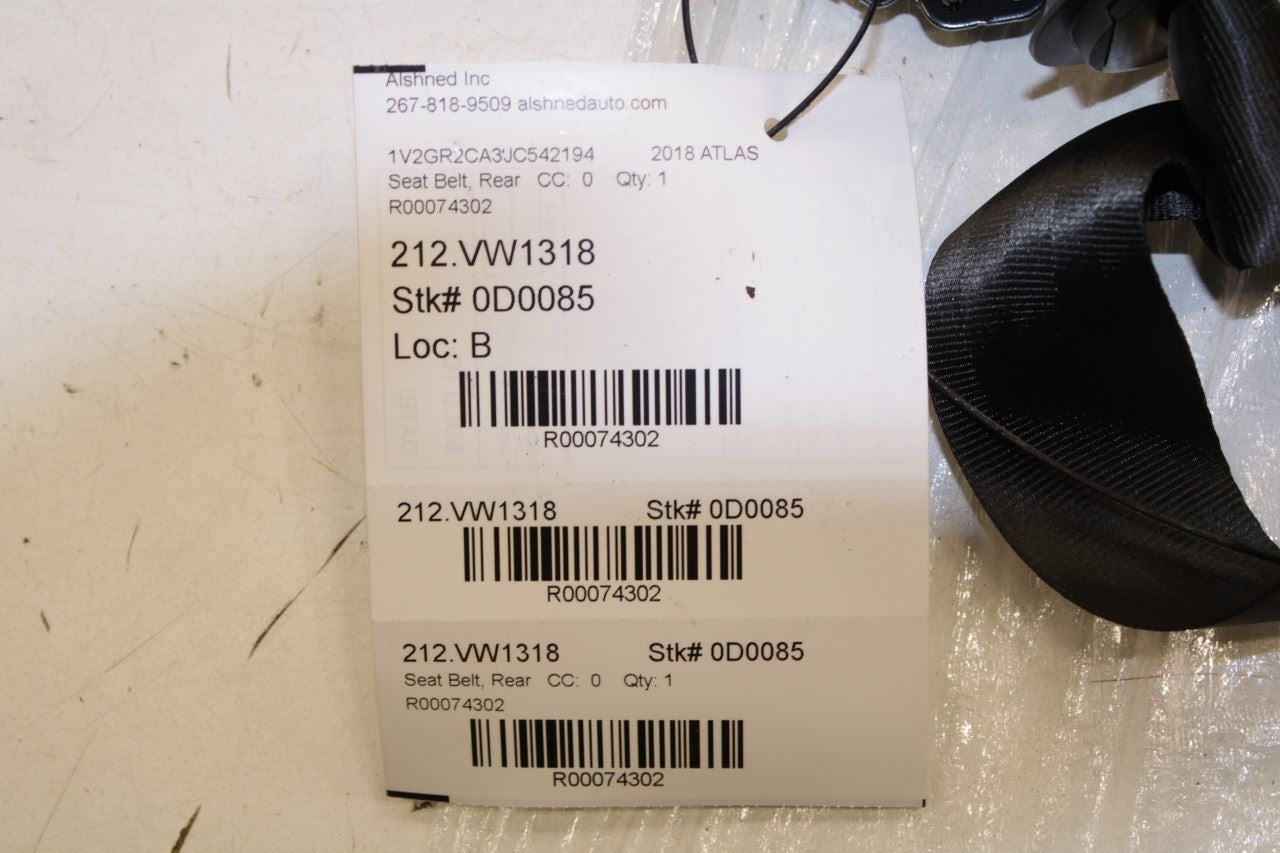 Alshned Inc
267-818-9509 alshnedauto.com
1V2GR2CA3JC542194 2018 ATLAS
Seat Belt, Rear CC: 0 Qty: 1
R00074302
212.VW1318
Stk# 0D0085
Loc: B
R00074302
212.VW1318 Stk# 0D0085
R00074302
212.VW1318 Stk# 0D0085
Seat Belt, Rear CC: 0 Qty: 1
R00074302
R00074302